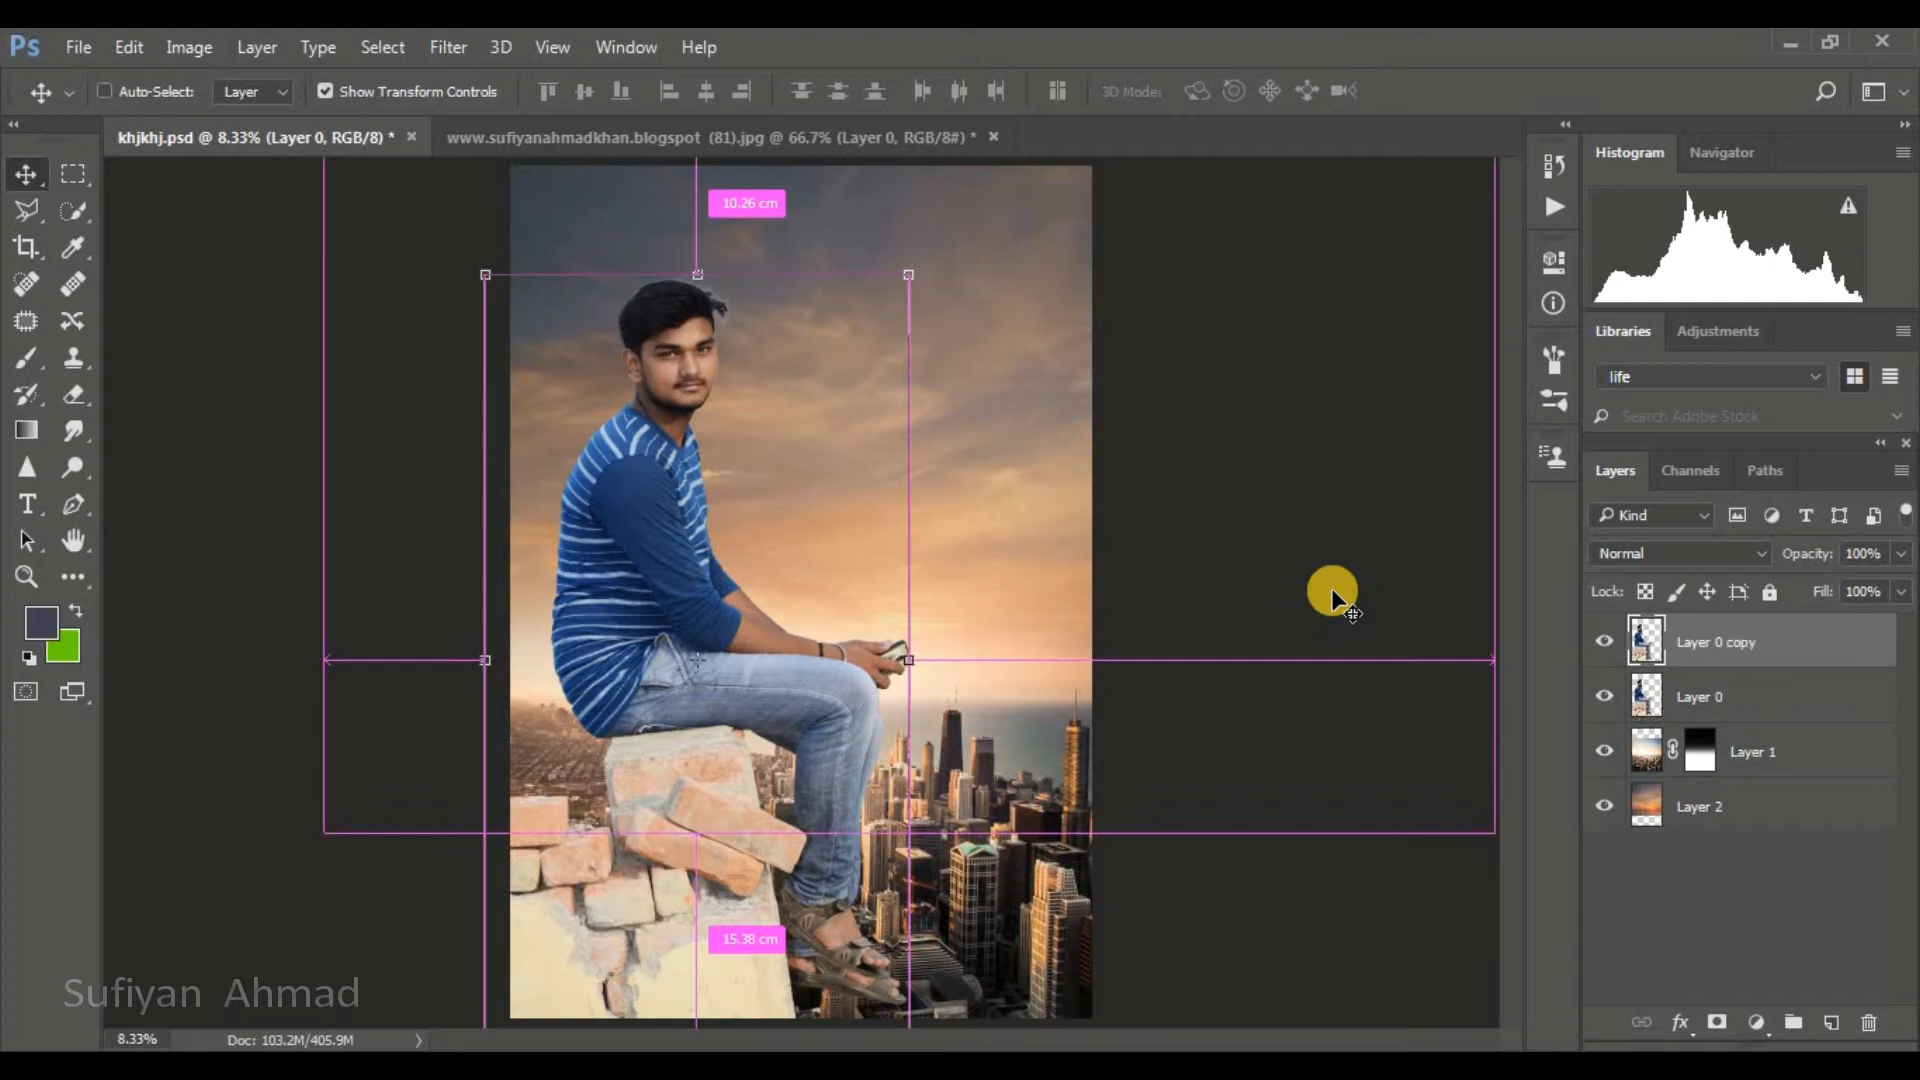 Ps File Edit Image Layer Type Select Filter 3D View Window Help
Auto-Select: Layer Show Transform Controls 3D Mode:
khjkhj.psd @ 8.33% (Layer 0, RGB/8) * www.sufiyanahmadkhan.blogspot (81).jpg @ 66.7% (Layer 0, RGB/8#) *
Histogram Navigator
10.26 cm
Libraries Adjustments
life
Search Adobe Stock
Layers Channels Paths
Kind
Normal Opacity: 100%
Lock: Fill: 100%
Layer 0 copy
Layer 0
Layer 1
Layer 2
15.38 cm
Sufiyan Ahmad
fx
8.33% Doc: 103.2M/405.9M